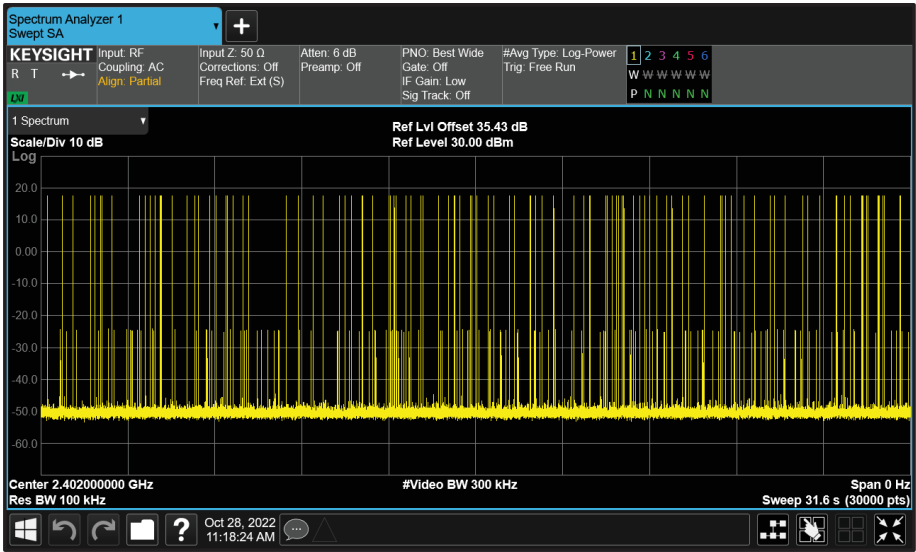 Spectrum Analyzer 1
Swept SA
+
KEYSIGHT
R T
LXI
Input: RF
Coupling: AC
Align: Partial
Input Z: 50 Ω
Corrections: Off
Freq Ref: Ext (S)
Atten: 6 dB
Preamp: Off
PNO: Best Wide
Gate: Off
IF Gain: Low
Sig Track: Off
#Avg Type: Log-Power
Trig: Free Run
1 2 3 4 5 6
W W W W W W
P N N N N N
1 Spectrum
Scale/Div 10 dB
Ref Lvl Offset 35.43 dB
Ref Level 30.00 dBm
Log
20.0
10.0
0.00
-10.0
-20.0
-30.0
-40.0
-50.0
-60.0
Center 2.402000000 GHz
#Video BW 300 kHz
Span 0 Hz
Res BW 100 kHz
Sweep 31.6 s (30000 pts)
?
Oct 28, 2022
11:18:24 AM